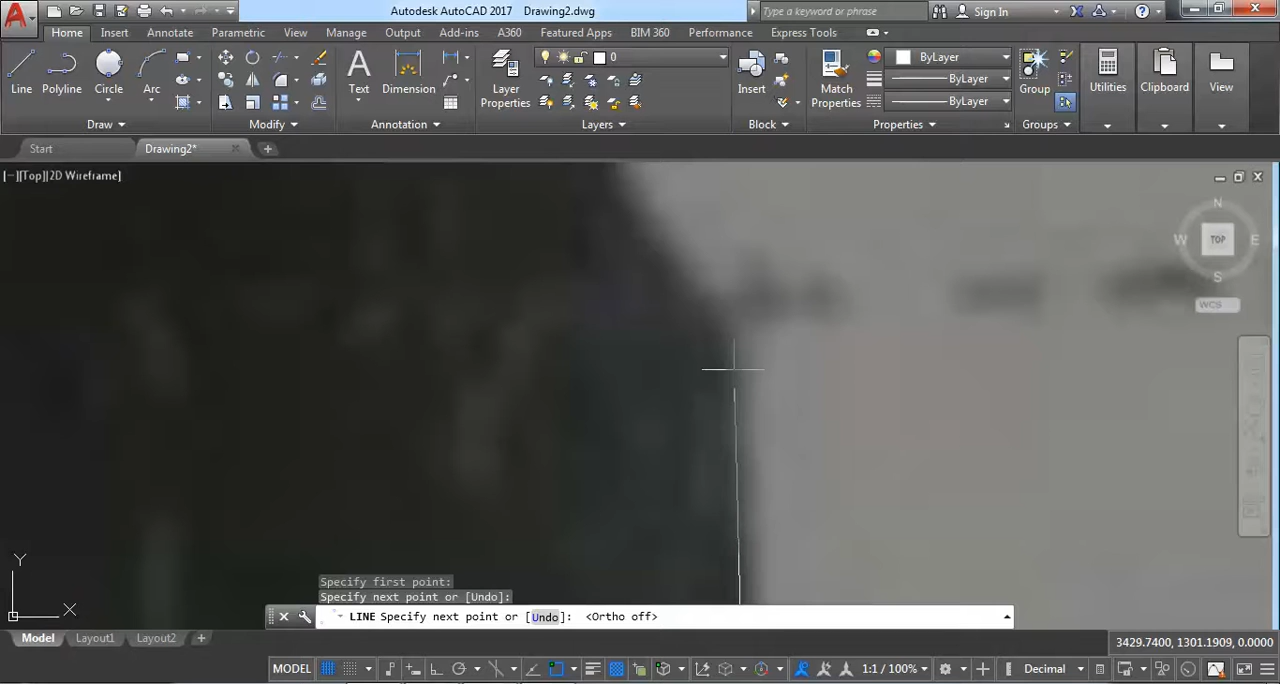 Autodesk AutoCAD 2017 Drawing2.dwg
Type a keyword or phrase
Sign In
Home Insert Annotate Parametric View Manage Output Add-ins A360 Featured Apps BIM 360 Performance Express Tools
Line Polyline Circle Arc
Text Dimension
Layer Properties
0
Insert
Match Properties
ByLayer
ByLayer
ByLayer
Group
Utilities
Clipboard
View
Draw Modify Annotation Layers Block Properties Groups
Start Drawing2*
[−][Top][2D Wireframe]
N
W TOP E
S
WCS
Y
X
Specify first point:
Specify next point or [Undo]:
LINE Specify next point or [Undo]: <Ortho off>
Model Layout1 Layout2
3429.7400, 1301.1909, 0.0000
MODEL 1:1 / 100% Decimal